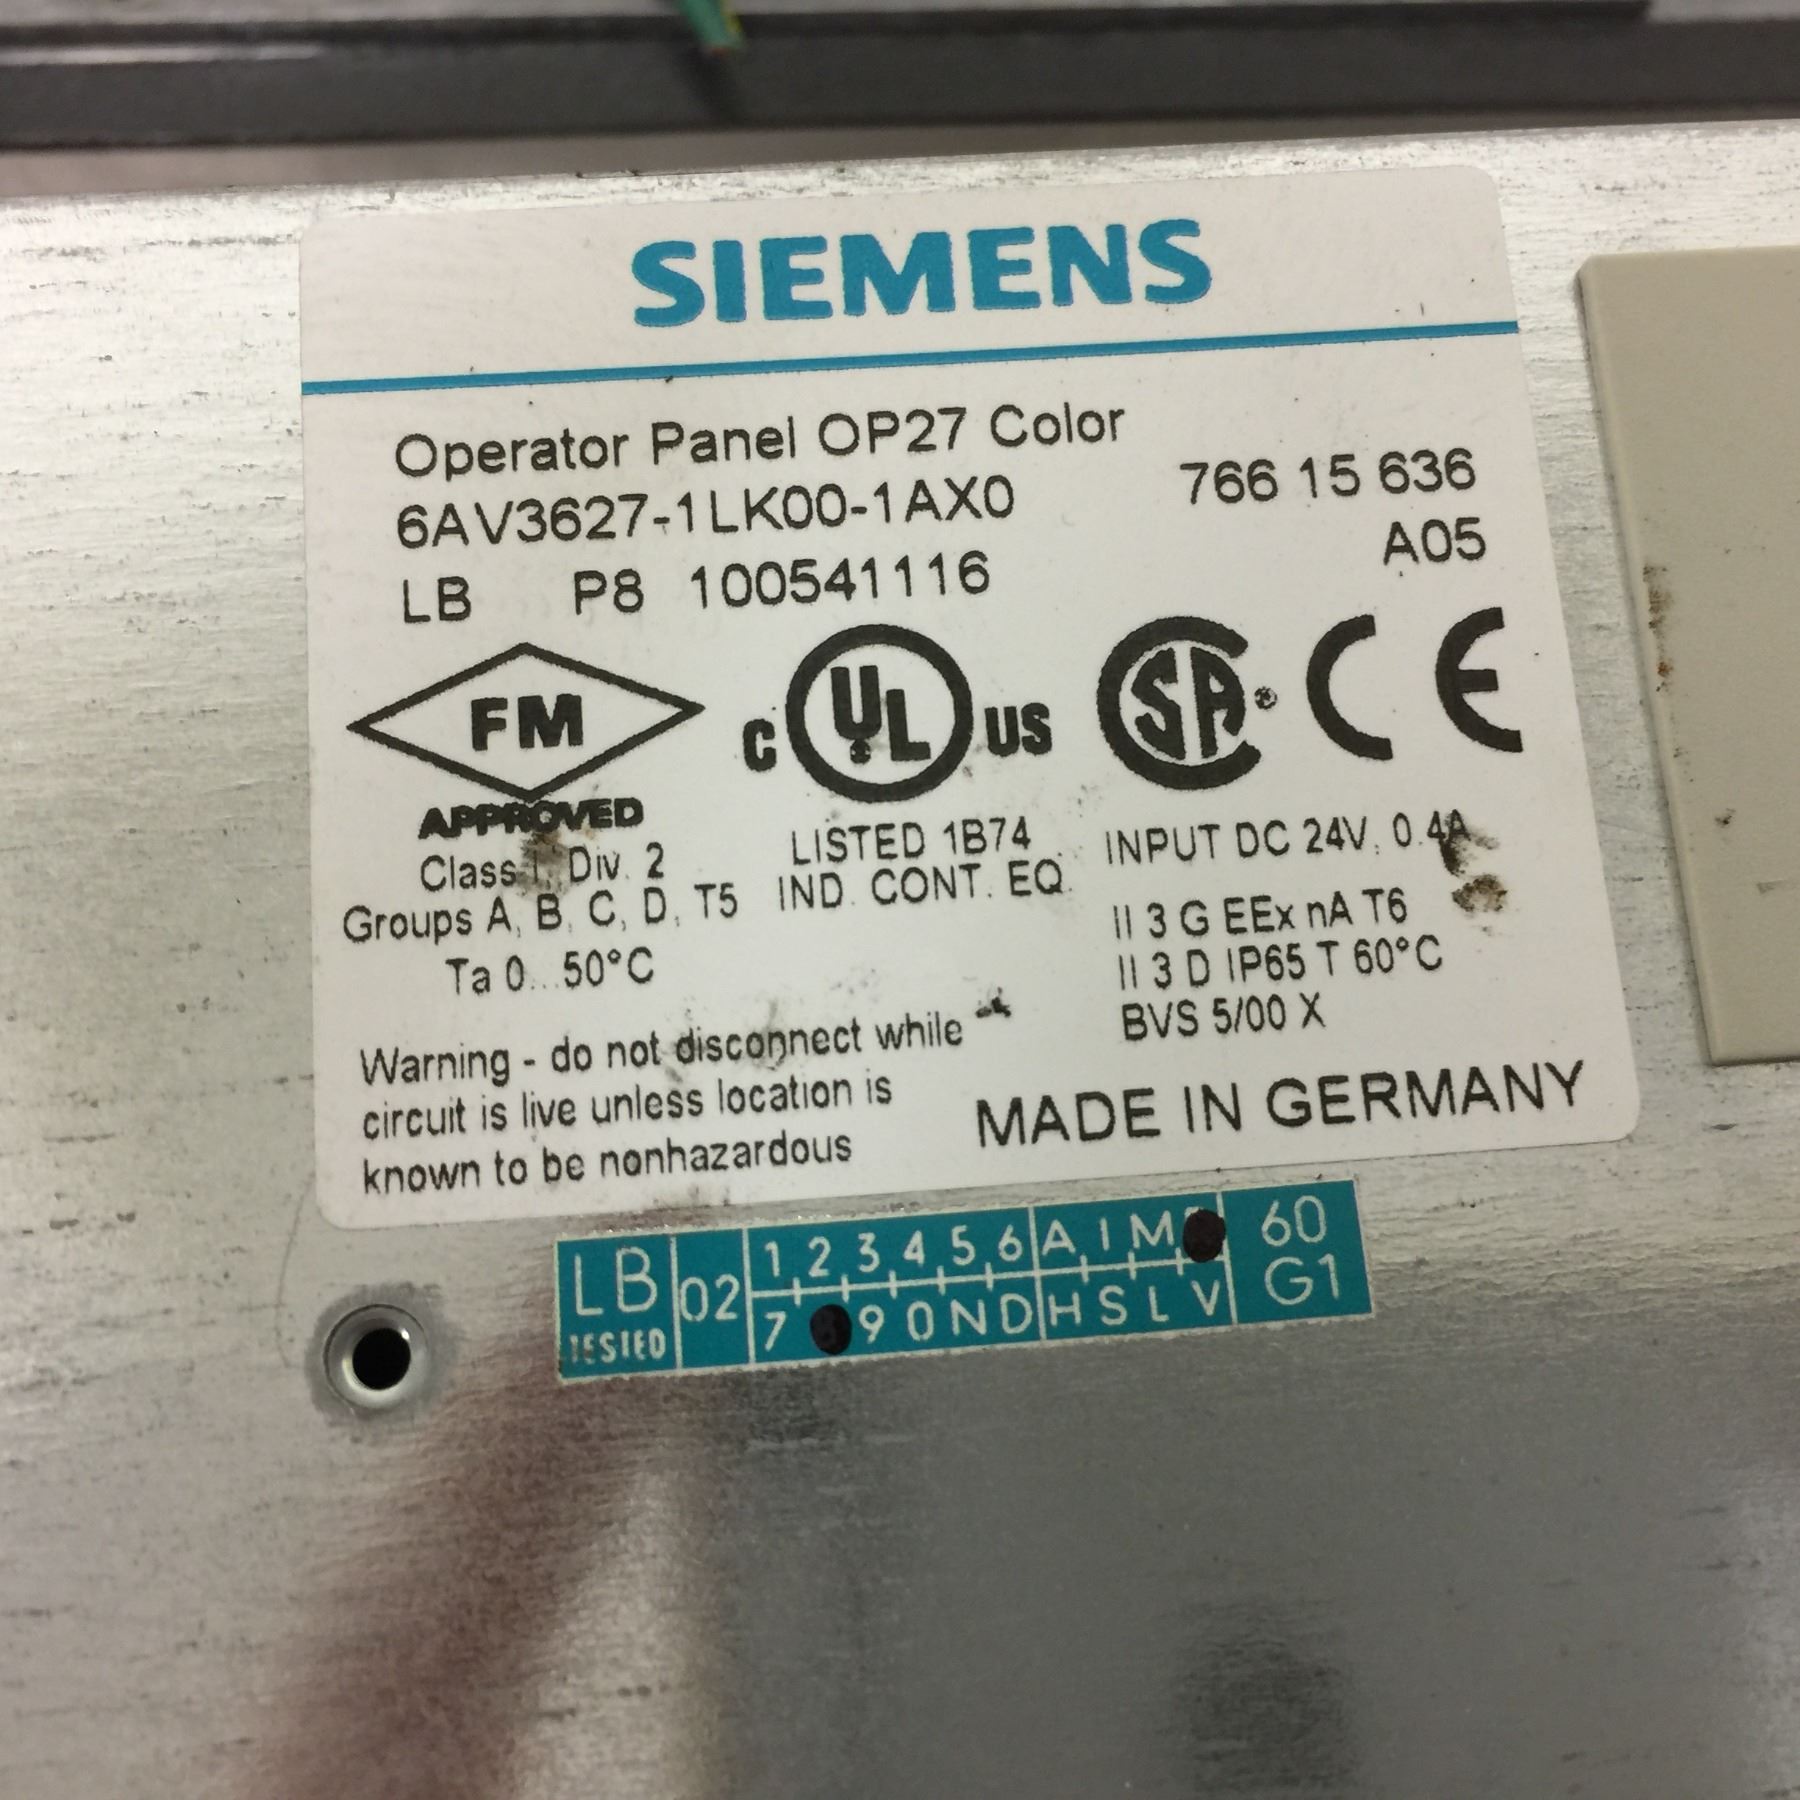 SIEMENS
Operator Panel OP27 Color
6AV3627-1LK00-1AX0 766 15 636
LB P8 100541116 A05
FM
APPROVED
C UL US
SA ®
CE
Class I, Div. 2
Groups A, B, C, D, T5
Ta 0...50°C
LISTED 1B74
IND. CONT. EQ.
INPUT DC 24V, 0.4A
II 3 G EEx nA T6
II 3 D IP65 T 60°C
BVS 5/00 X
Warning - do not disconnect while
circuit is live unless location is
known to be nonhazardous
MADE IN GERMANY
LB TESTED
02
1 2 3 4 5 6 A I M
7 9 0 N D H S L V
60
G1